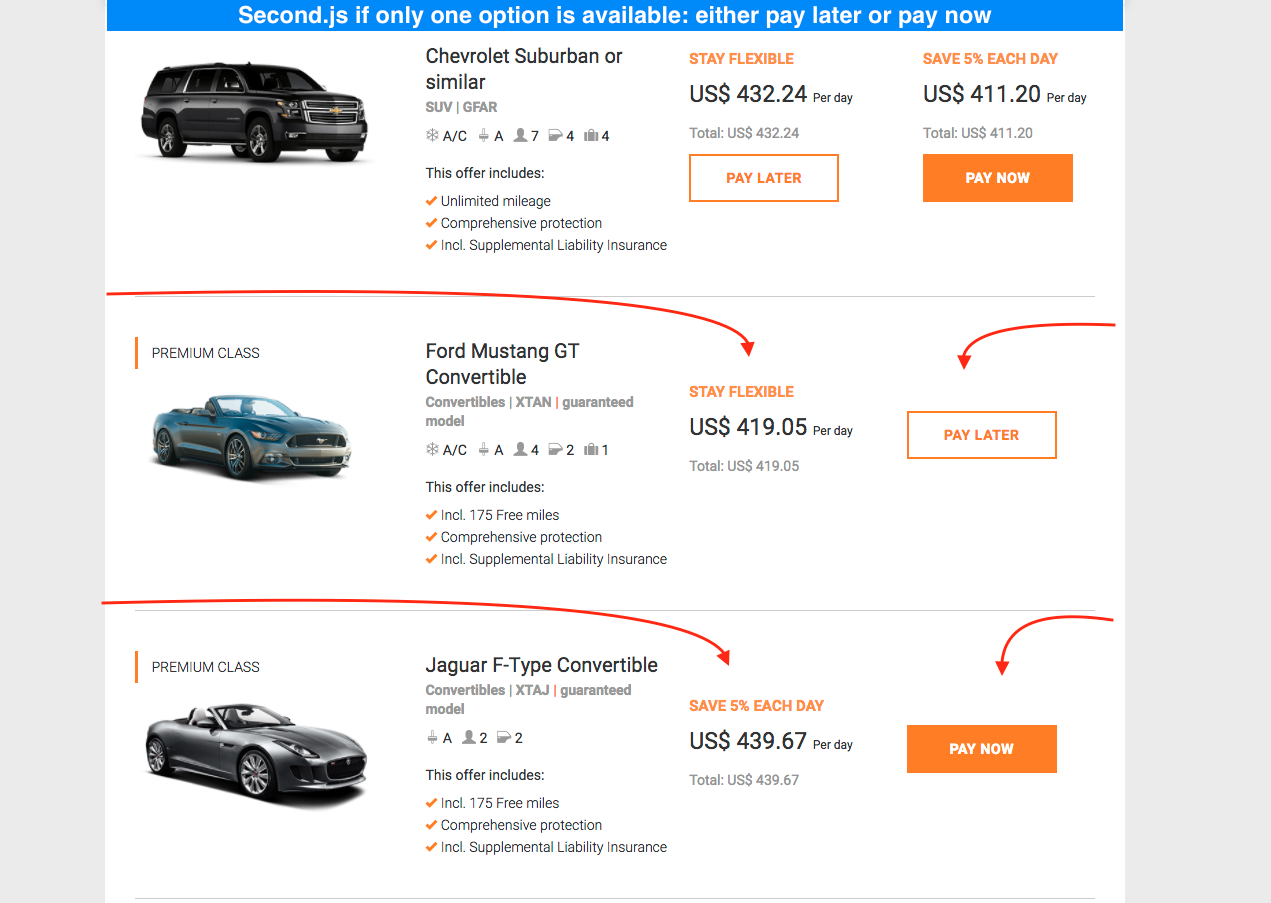 Second.js if only one option is available: either pay later or pay now
Chevrolet Suburban or
similar
SUV | GFAR
A/C A 7 4 4
This offer includes:
Unlimited mileage
Comprehensive protection
Incl. Supplemental Liability Insurance
STAY FLEXIBLE
US$ 432.24 Per day
Total: US$ 432.24
PAY LATER
SAVE 5% EACH DAY
US$ 411.20 Per day
Total: US$ 411.20
PAY NOW
PREMIUM CLASS
Ford Mustang GT
Convertible
Convertibles | XTAN | guaranteed
model
A/C A 4 2 1
This offer includes:
Incl. 175 Free miles
Comprehensive protection
Incl. Supplemental Liability Insurance
STAY FLEXIBLE
US$ 419.05 Per day
Total: US$ 419.05
PAY LATER
PREMIUM CLASS
Jaguar F-Type Convertible
Convertibles | XTAJ | guaranteed
model
A 2 2
This offer includes:
Incl. 175 Free miles
Comprehensive protection
Incl. Supplemental Liability Insurance
SAVE 5% EACH DAY
US$ 439.67 Per day
Total: US$ 439.67
PAY NOW